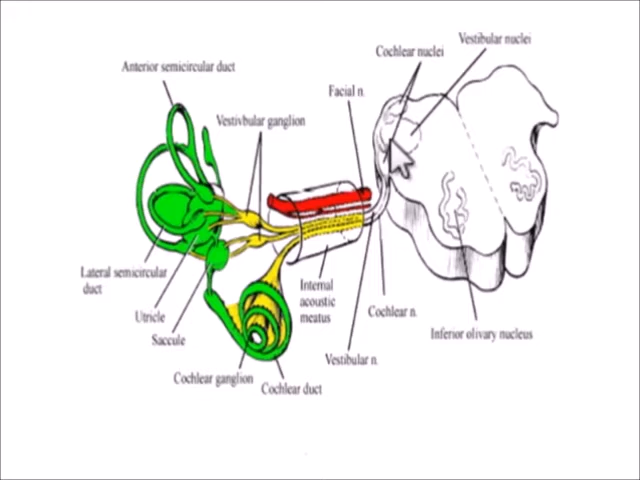 Vestibular nuclei
Cochlear nuclei
Anterior semicircular duct
Facial n.
Vestivbular ganglion
Lateral semicircular
duct
Internal
acoustic
meatus
Utricle
Cochlear n.
Saccule
Inferior olivary nucleus
Vestibular n.
Cochlear ganglion
Cochlear duct